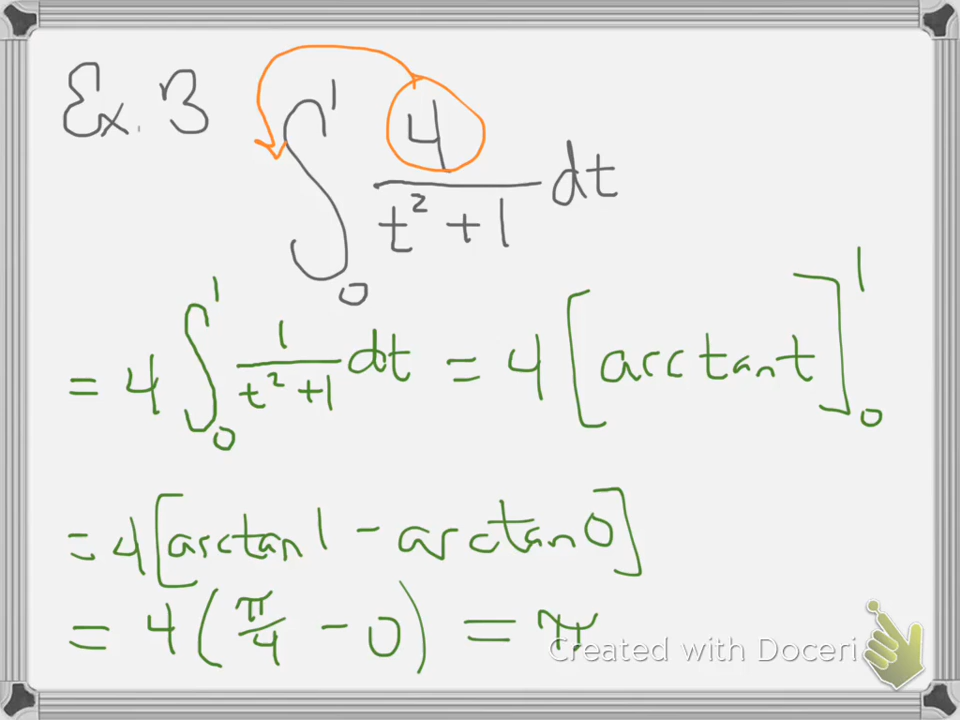 Ex. 3 ∫₀¹ 4/(t² + 1) dt
= 4 ∫₀¹ 1/(t² + 1) dt = 4 [arctan t]₀¹
= 4 [arctan 1 - arctan 0]
= 4 (π/4 - 0) = π
Created with Doceri